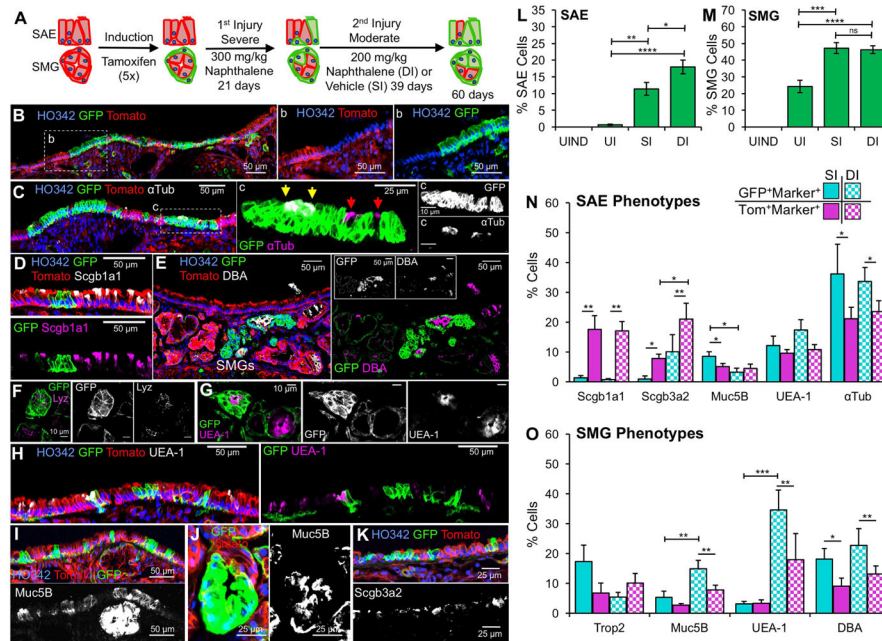 A
SAE
SMG
Induction
Tamoxifen
(5x)
1st Injury
Severe
300 mg/kg
Naphthalene
21 days
2nd Injury
Moderate
200 mg/kg
Naphthalene (DI) or
Vehicle (SI) 39 days
60 days
B
HO342 GFP Tomato
b
50 µm
b
HO342 Tomato
50 µm
b
HO342 GFP
50 µm
C
HO342 GFP Tomato αTub
50 µm
c
c
25 µm
GFP αTub
c
GFP
10 µm
c
αTub
D
HO342 GFP
Tomato Scgb1a1
50 µm
GFP Scgb1a1
50 µm
E
HO342 GFP
Tomato DBA
50 µm
SMGs
GFP
50 µm
DBA
50 µm
GFP DBA
F
GFP
Lyz
10 µm
GFP
Lyz
G
10 µm
GFP
UEA-1
GFP
UEA-1
H
HO342 GFP Tomato UEA-1
50 µm
GFP UEA-1
50 µm
I
HO342 Tomato GFP
50 µm
Muc5B
50 µm
J
GFP
Tomato
25 µm
Muc5B
25 µm
K
HO342 GFP Tomato
25 µm
Scgb3a2
25 µm
L
SAE
% SAE Cells
35
30
25
20
15
10
5
0
**
*
****
UIND
UI
SI
DI
M
SMG
% SMG Cells
70
60
50
40
30
20
10
0
***
****
ns
UIND
UI
SI
DI
N
SAE Phenotypes
SI DI
GFP+Marker+
Tom+Marker+
% Cells
60
50
40
30
20
10
0
**
**
*
*
**
*
*
*
*
Scgb1a1
Scgb3a2
Muc5B
UEA-1
αTub
O
SMG Phenotypes
% Cells
60
50
40
30
20
10
0
**
**
***
**
*
**
Trop2
Muc5B
UEA-1
DBA